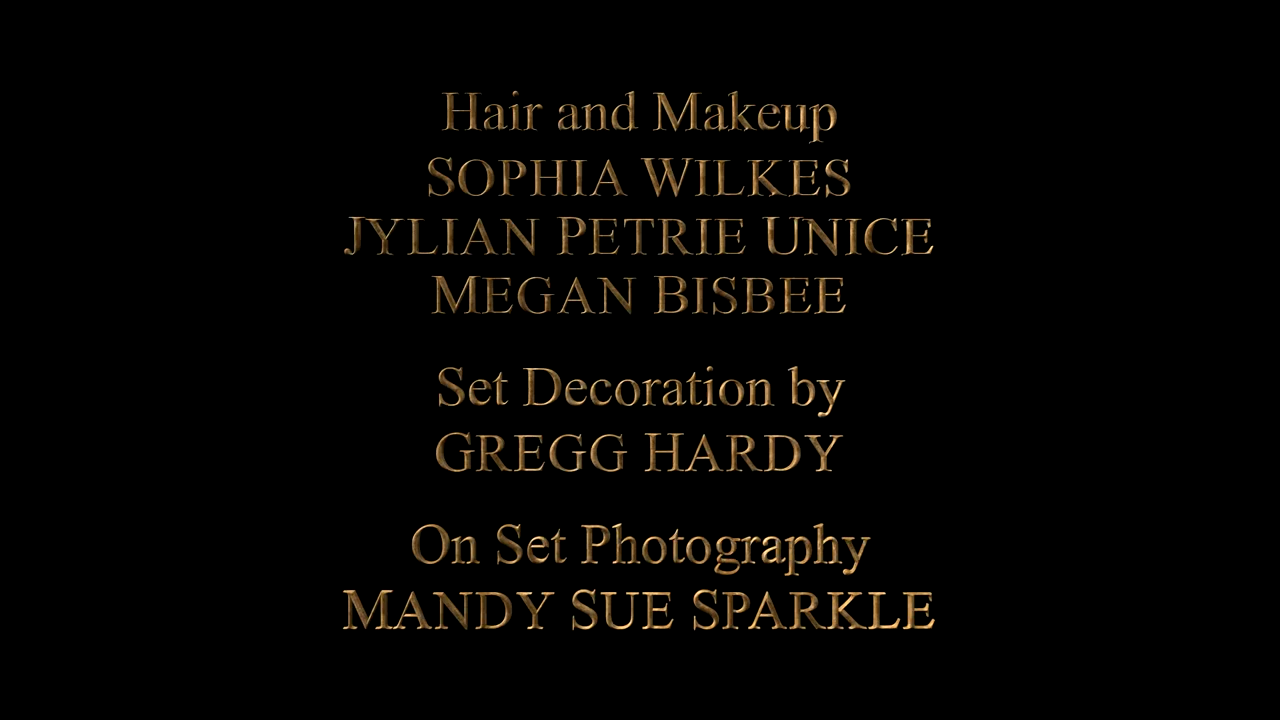 Hair and Makeup
SOPHIA WILKES
JYLIAN PETRIE UNICE
MEGAN BISBEE
Set Decoration by
GREGG HARDY
On Set Photography
MANDY SUE SPARKLE